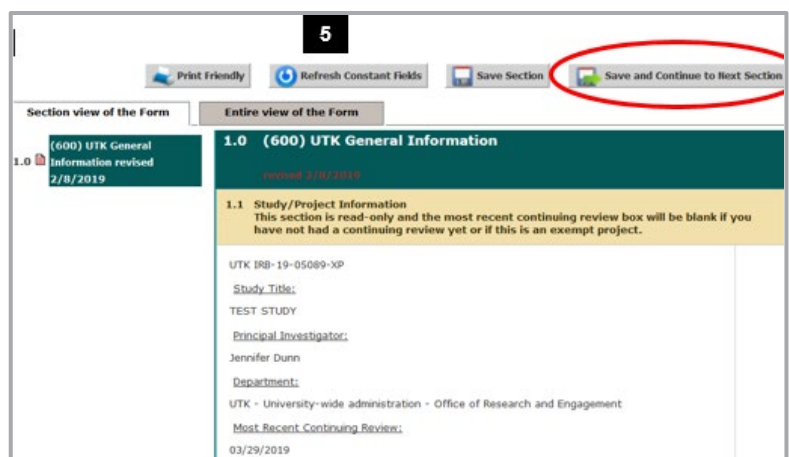 5
Print Friendly
Refresh Constant Fields
Save Section
Save and Continue to Next Section
Section view of the Form
Entire view of the Form
1.0
(600) UTK General
Information revised
2/8/2019
1.0 (600) UTK General Information
revised 2/8/2019
1.1 Study/Project Information
This section is read-only and the most recent continuing review box will be blank if you
have not had a continuing review yet or if this is an exempt project.
UTK IRB-19-05089-XP
Study Title:
TEST STUDY
Principal Investigator:
Jennifer Dunn
Department:
UTK - University-wide administration - Office of Research and Engagement
Most Recent Continuing Review:
03/29/2019